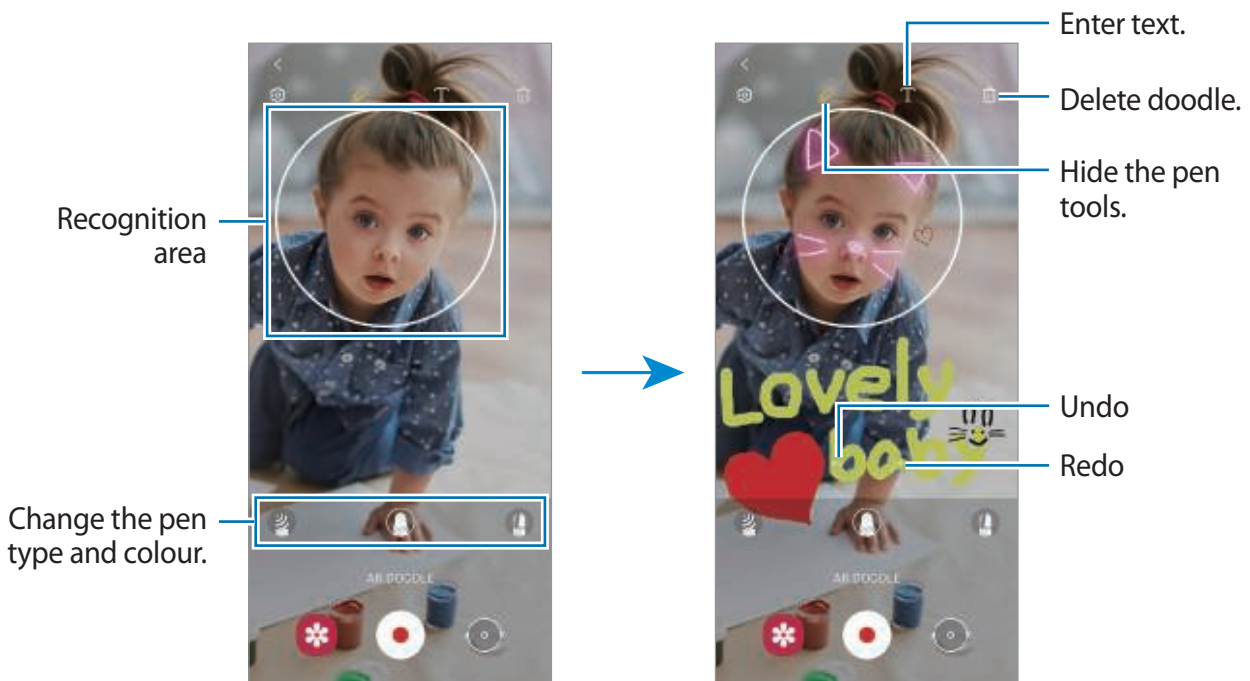 Enter text.
Delete doodle.
Hide the pen
tools.
Recognition
area
Lovely
baby
Undo
Redo
Change the pen
type and colour.
AR DOODLE
AR DOODLE